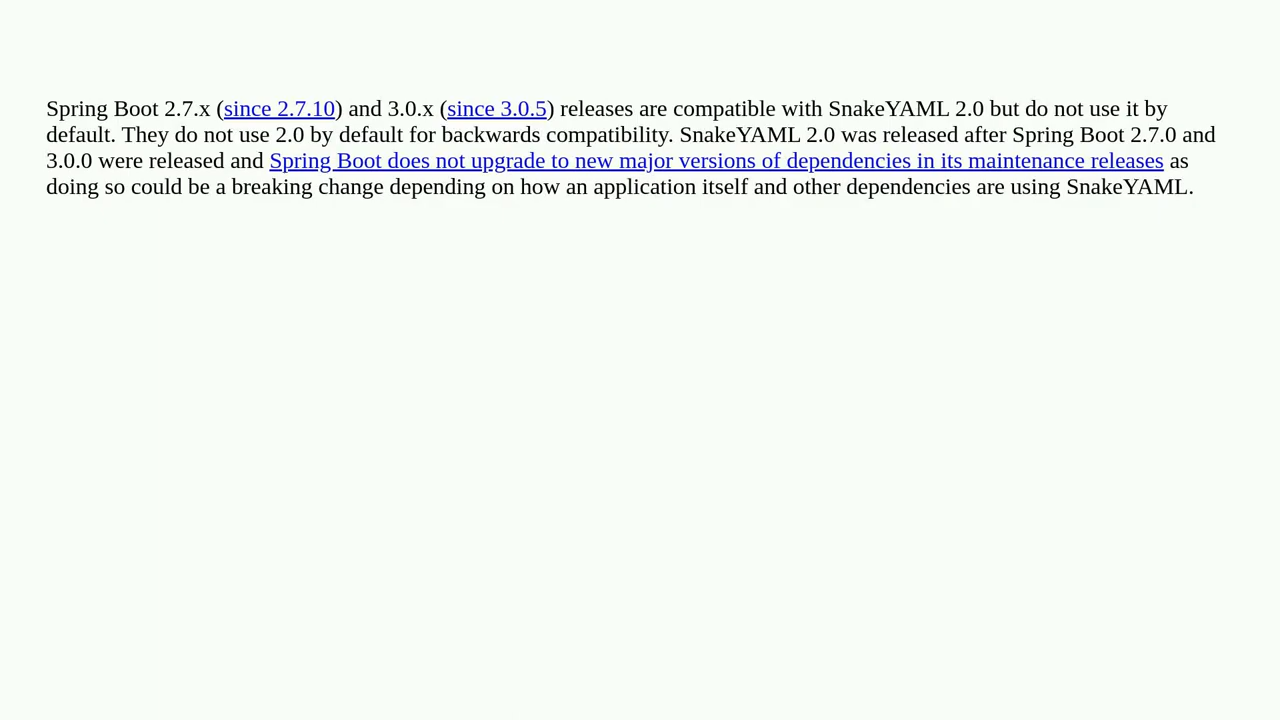 Spring Boot 2.7.x (since 2.7.10) and 3.0.x (since 3.0.5) releases are compatible with SnakeYAML 2.0 but do not use it by
default. They do not use 2.0 by default for backwards compatibility. SnakeYAML 2.0 was released after Spring Boot 2.7.0 and
3.0.0 were released and Spring Boot does not upgrade to new major versions of dependencies in its maintenance releases as
doing so could be a breaking change depending on how an application itself and other dependencies are using SnakeYAML.